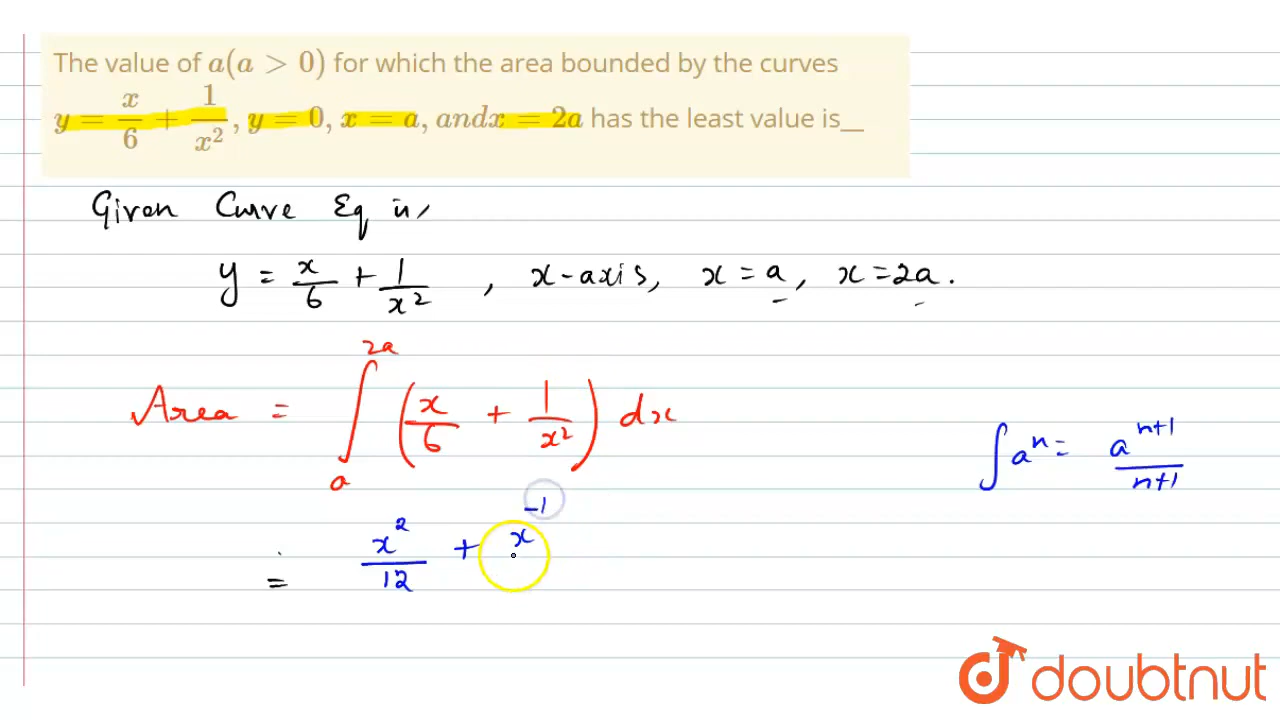 The value of a(a > 0) for which the area bounded by the curves
y = x/6 + 1/x², y = 0, x = a, andx = 2a has the least value is__
Given Curve Eq is,
y = x/6 + 1/x² , x-axis, x = a, x = 2a.
Area = ∫ₐ²ᵃ (x/6 + 1/x²) dx
∫aⁿ = aⁿ⁺¹/n+1
= x²/12 + x⁻¹
doubtnut